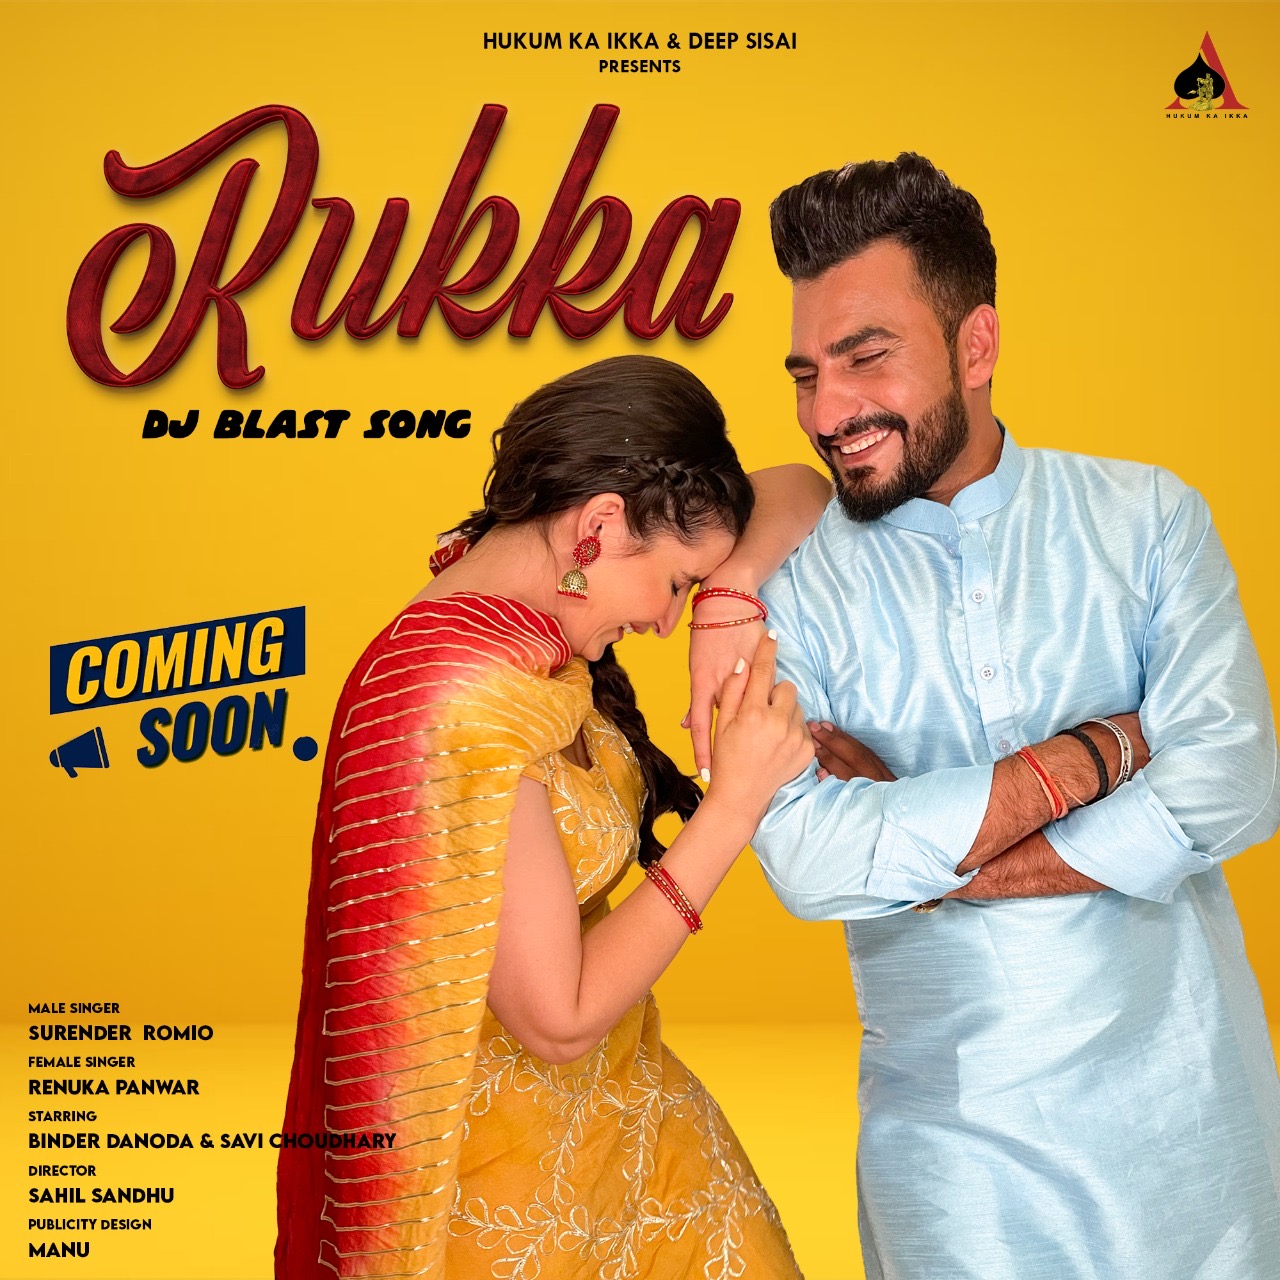 HUKUM KA IKKA & DEEP SISAI
PRESENTS
HUKUM KA IKKA
Rukka
DJ BLAST SONG
COMING
SOON
MALE SINGER
SURENDER ROMIO
FEMALE SINGER
RENUKA PANWAR
STARRING
BINDER DANODA & SAVI CHOUDHARY
DIRECTOR
SAHIL SANDHU
PUBLICITY DESIGN
MANU